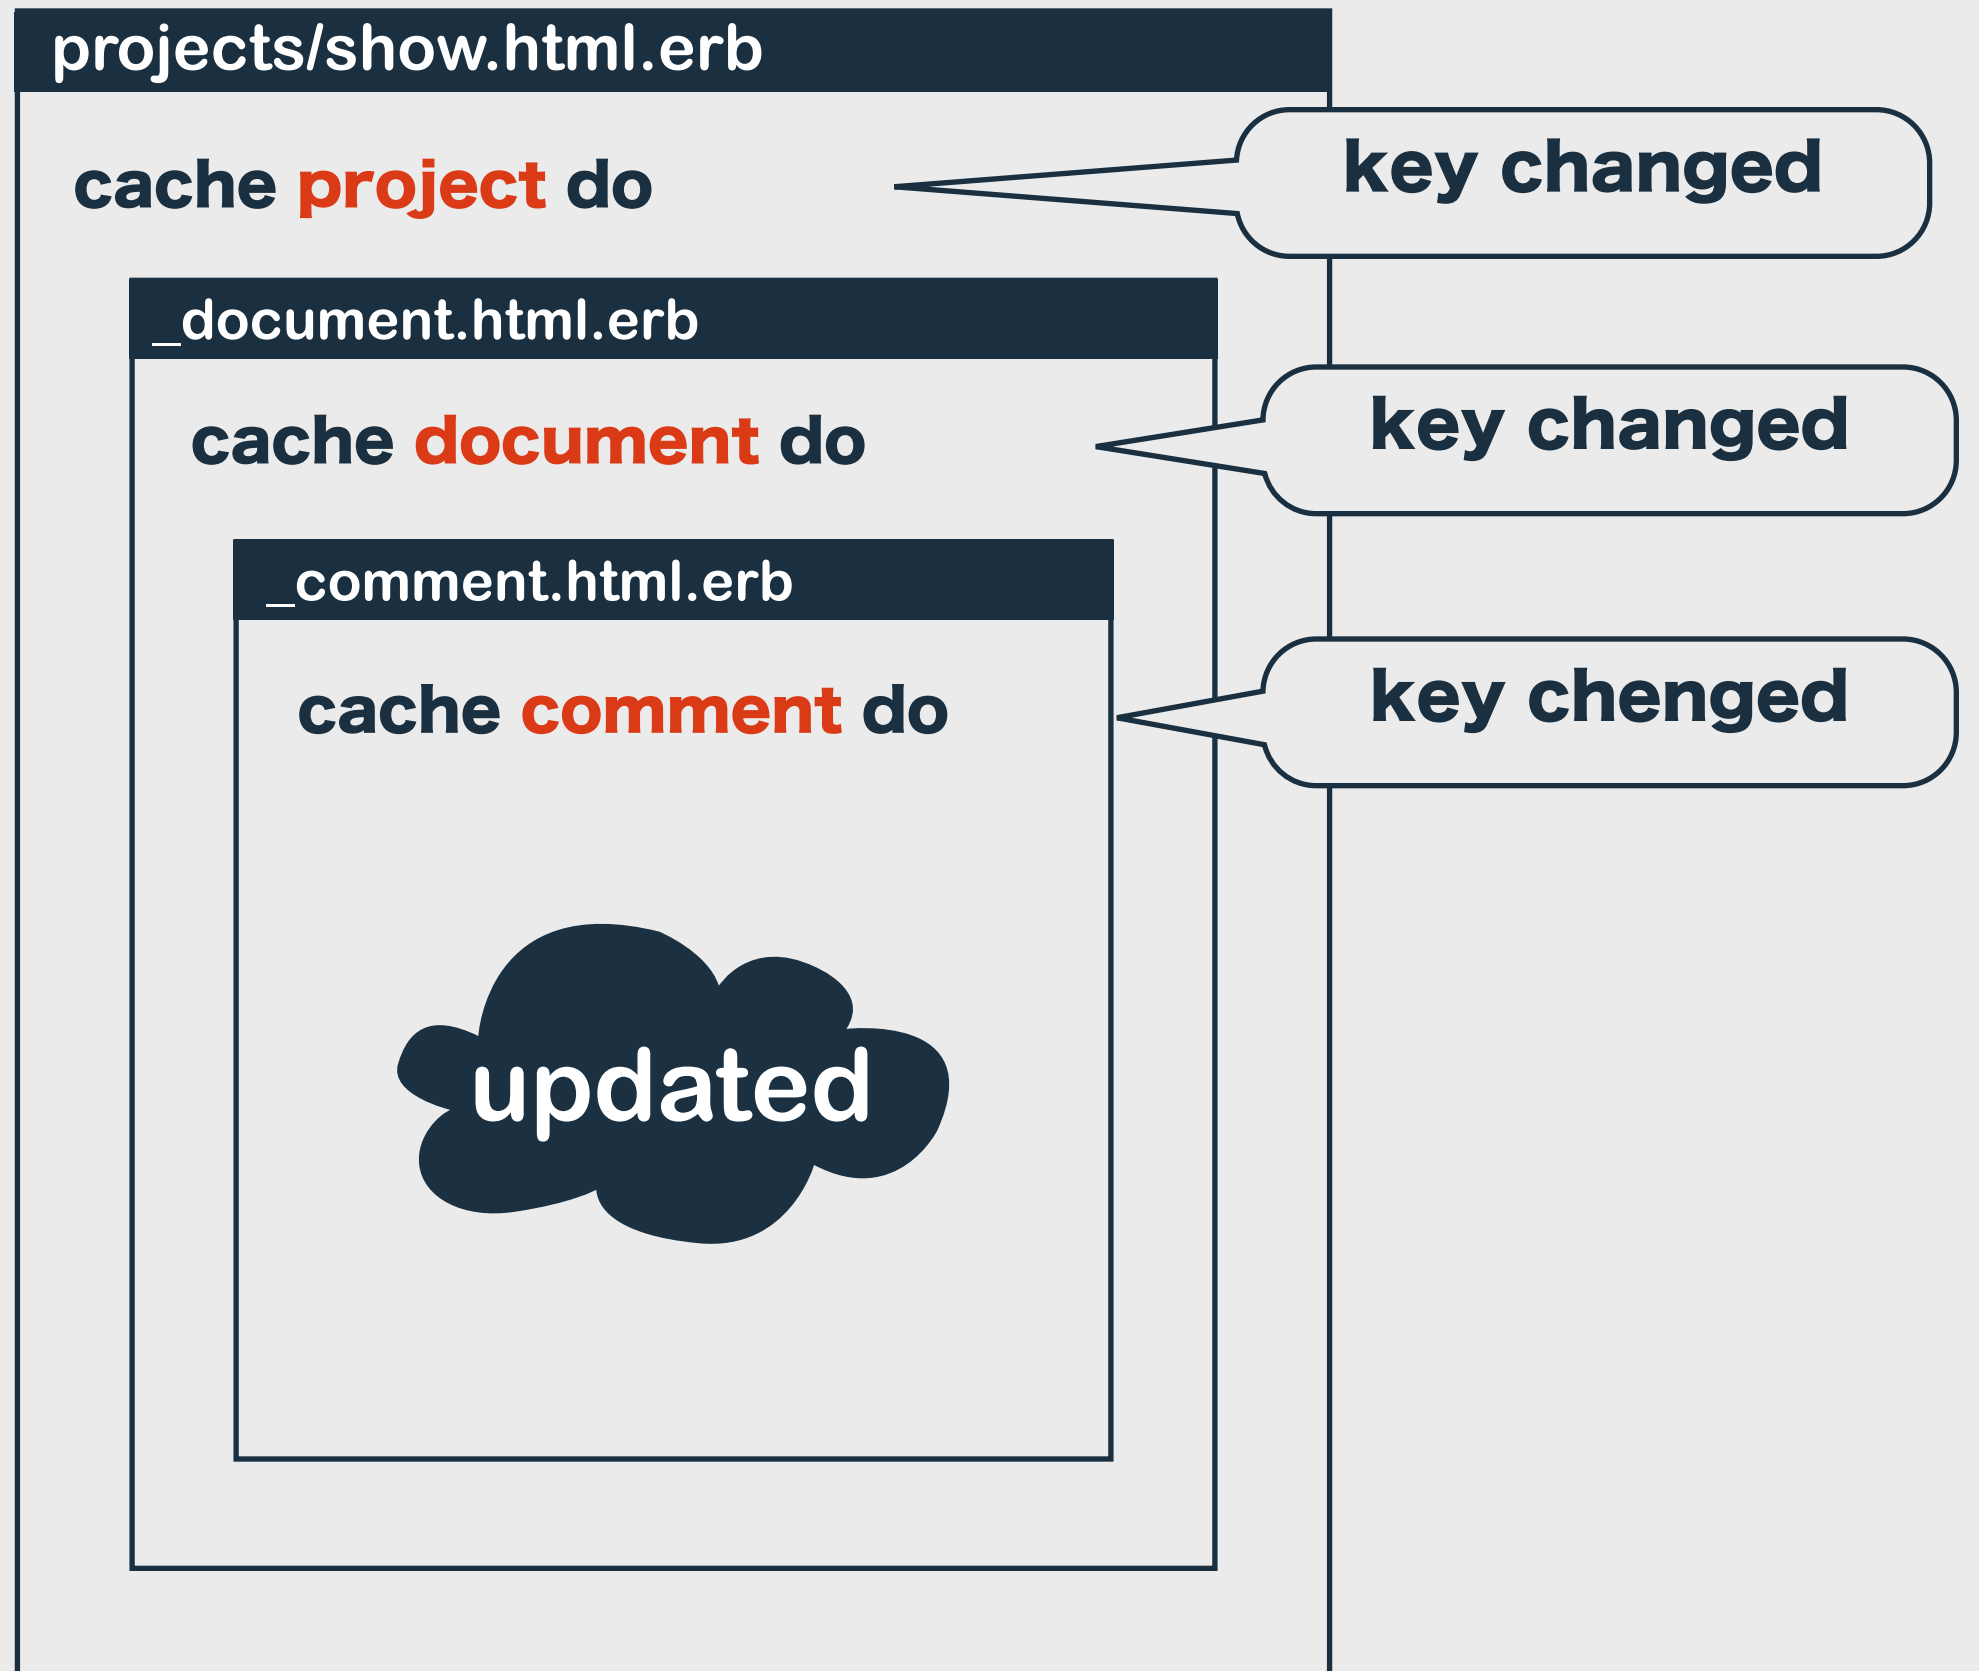 projects/show.html.erb
cache project do
key changed
_document.html.erb
cache document do
key changed
_comment.html.erb
cache comment do
key chenged
updated